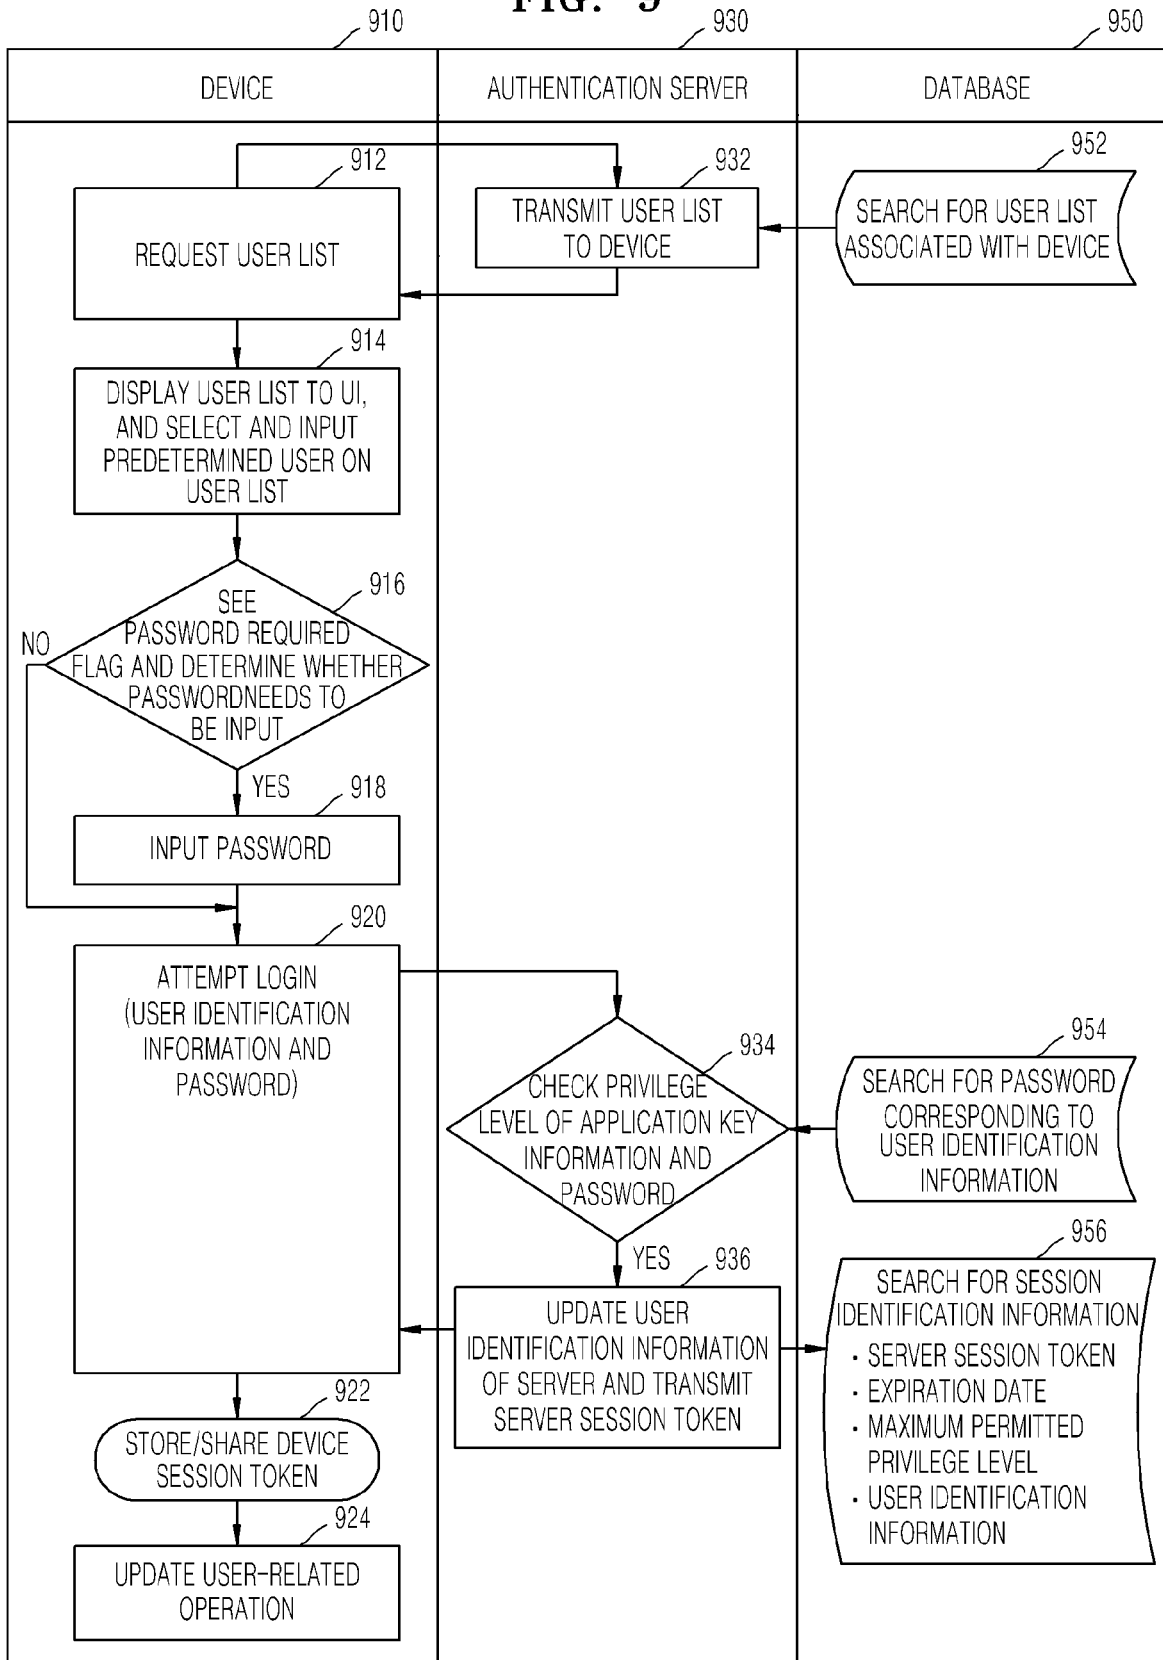 FIG.
910
930
950
DEVICE
AUTHENTICATION SERVER
DATABASE
912
932
952
REQUEST USER LIST
TRANSMIT USER LIST
TO DEVICE
SEARCH FOR USER LIST
ASSOCIATED WITH DEVICE
914
DISPLAY USER LIST TO UI,
AND SELECT AND INPUT
PREDETERMINED USER ON
USER LIST
916
SEE
PASSWORD REQUIRED
FLAG AND DETERMINE WHETHER
PASSWORDNEEDS TO
BE INPUT
NO
YES
918
INPUT PASSWORD
920
ATTEMPT LOGIN
(USER IDENTIFICATION
INFORMATION AND
PASSWORD)
934
CHECK PRIVILEGE
LEVEL OF APPLICATION KEY
INFORMATION AND
PASSWORD
954
SEARCH FOR PASSWORD
CORRESPONDING TO
USER IDENTIFICATION
INFORMATION
YES
936
UPDATE USER
IDENTIFICATION INFORMATION
OF SERVER AND TRANSMIT
SERVER SESSION TOKEN
956
SEARCH FOR SESSION
IDENTIFICATION INFORMATION
· SERVER SESSION TOKEN
· EXPIRATION DATE
· MAXIMUM PERMITTED
PRIVILEGE LEVEL
· USER IDENTIFICATION
INFORMATION
922
STORE/SHARE DEVICE
SESSION TOKEN
924
UPDATE USER-RELATED
OPERATION